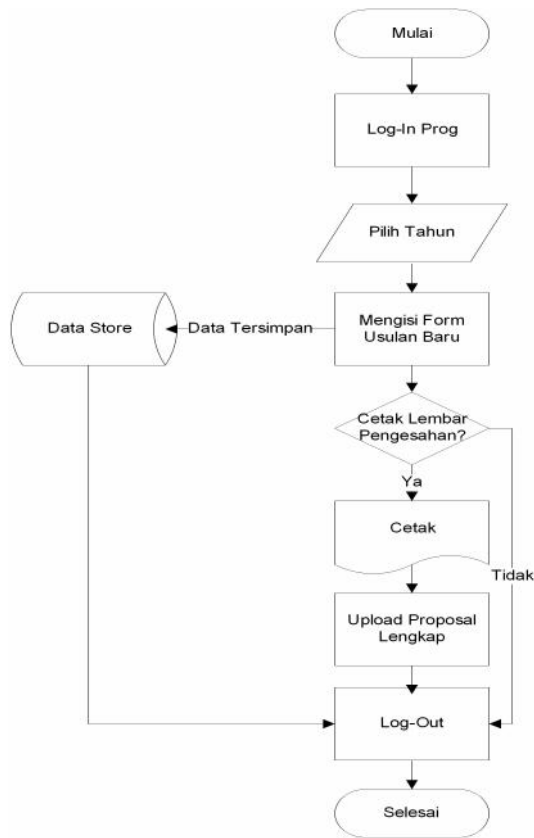 Mulai
Log-In Prog
Pilih Tahun
Data Store
Data Tersimpan
Mengisi Form
Usulan Baru
Cetak Lembar
Pengesahan?
Ya
Cetak
Tidak
Upload Proposal
Lengkap
Log-Out
Selesai